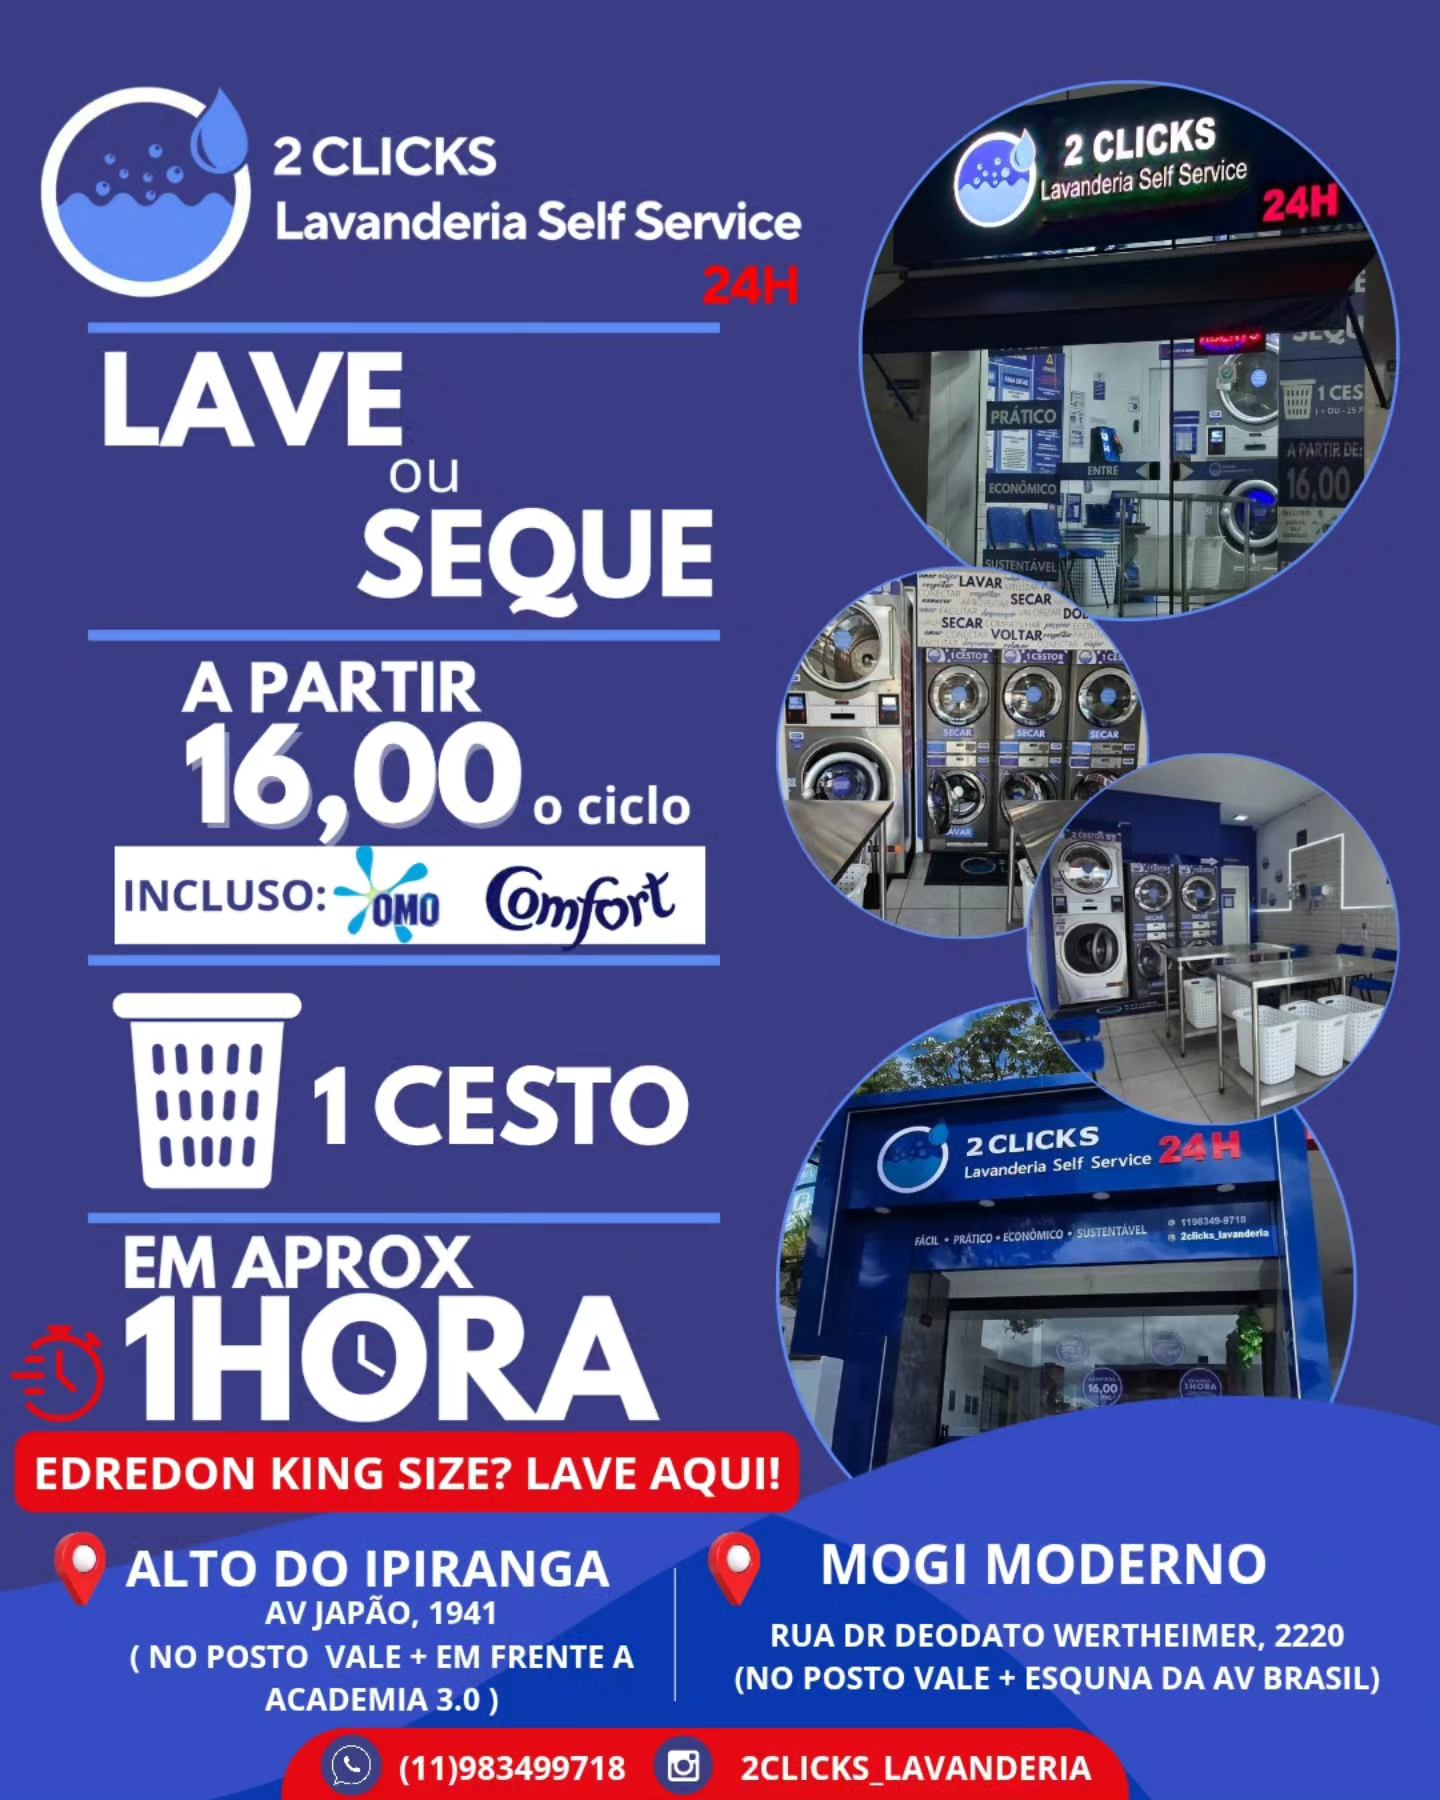 2 CLICKS
Lavanderia Self Service
24H
LAVE
ou
SEQUE
A PARTIR
16,00 o ciclo
INCLUSO: OMO Comfort
1 CESTO
EM APROX
1HORA
EDREDON KING SIZE? LAVE AQUI!
2 CLICKS
Lavanderia Self Service
24H
ABERTO
PRÁTICO
ENTRE
ECONÔMICO
SUSTENTÁVEL
SEQU
1 CES
A PARTIR DE:
16,00
LAVAR
SECAR
SECAR
VOLTAR
1 CESTO
1 CESTO
SECAR
SECAR
SECAR
2 CESTOS
2 CLICKS
Lavanderia Self Service 24H
FÁCIL • PRÁTICO • ECONÔMICO • SUSTENTÁVEL
1198349-9718
2clicks_lavanderia
16,00
1HORA
ALTO DO IPIRANGA
AV JAPÃO, 1941
( NO POSTO VALE + EM FRENTE A
ACADEMIA 3.0 )
MOGI MODERNO
RUA DR DEODATO WERTHEIMER, 2220
(NO POSTO VALE + ESQUNA DA AV BRASIL)
(11)983499718
2CLICKS_LAVANDERIA